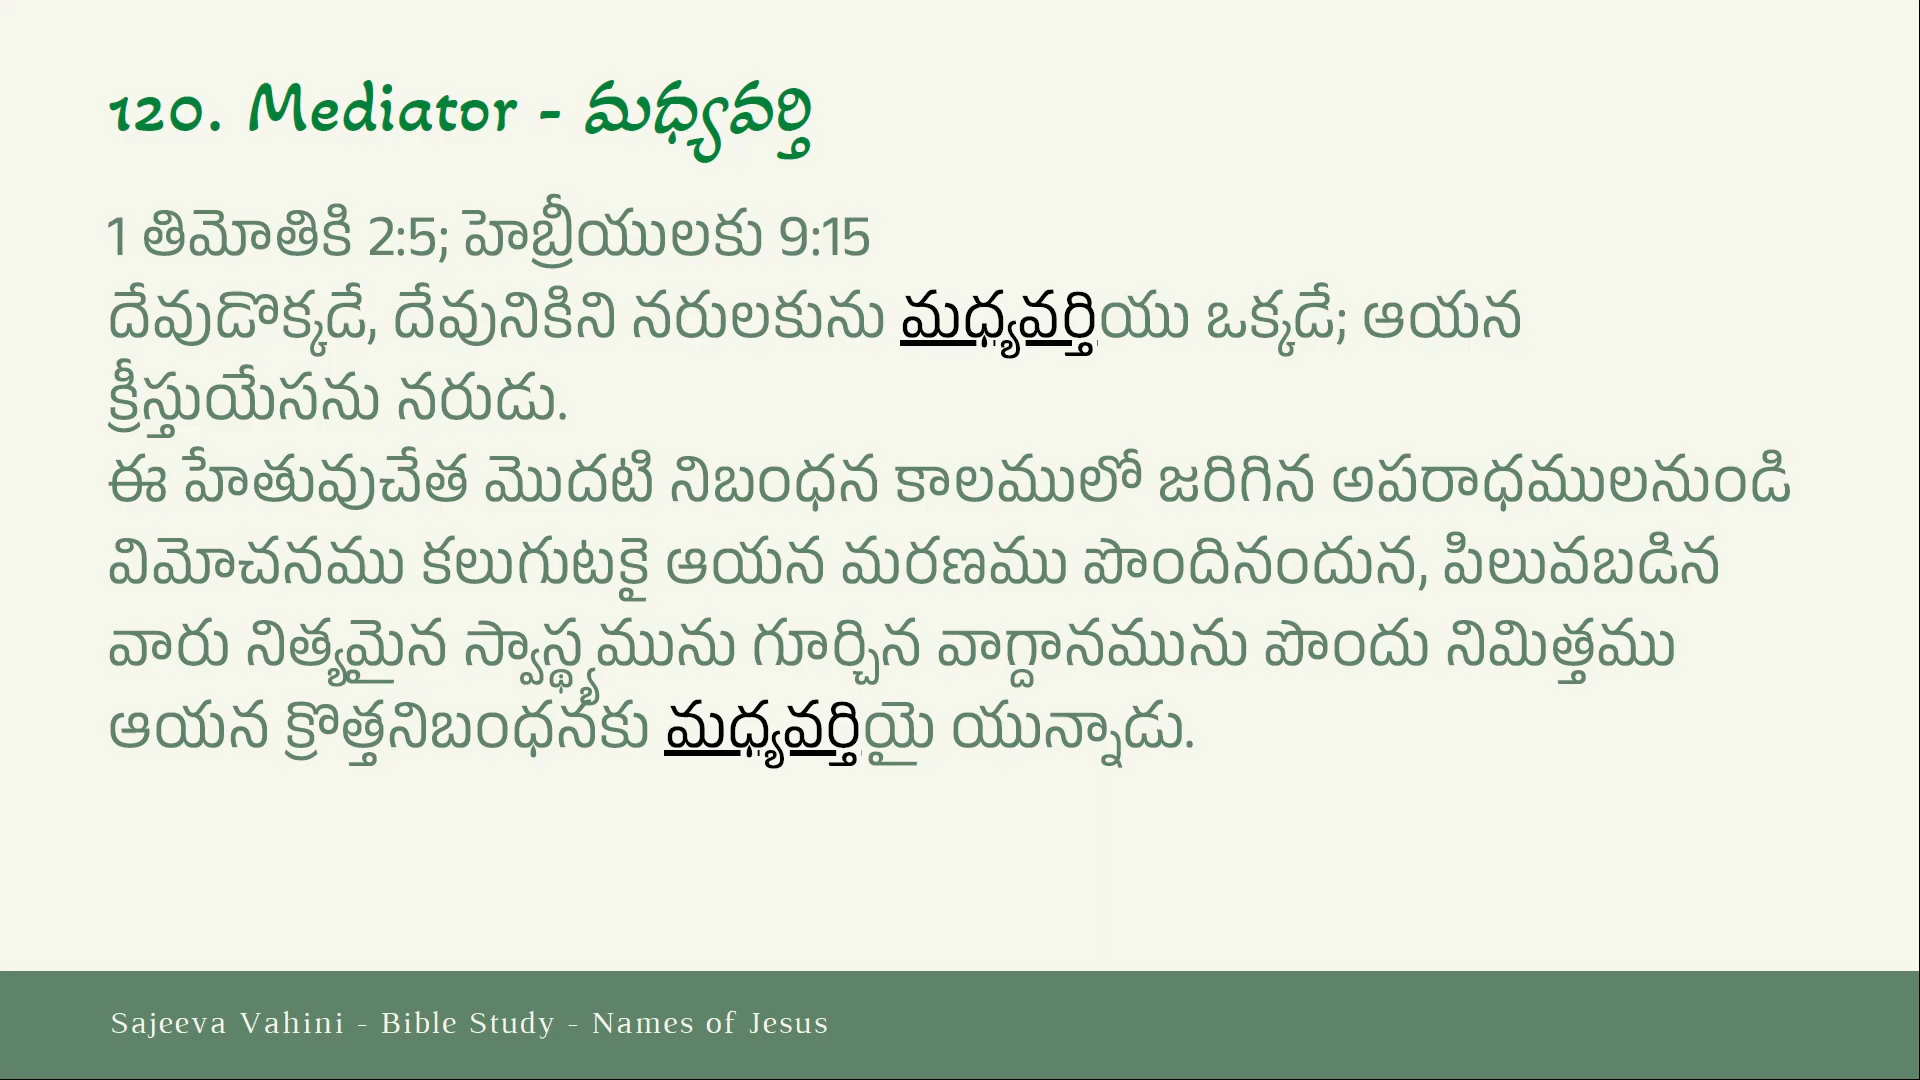 120. Mediator - మధ్యవర్తి
1 తిమోతికి 2:5; హెబ్రీయులకు 9:15
దేవుడొక్కడే, దేవునికిని నరులకును మధ్యవర్తియు ఒక్కడే; ఆయన
క్రీస్తుయేసను నరుడు.
ఈ హేతువుచేత మొదటి నిబంధన కాలములో జరిగిన అపరాధములనుండి
విమోచనము కలుగుటకై ఆయన మరణము పొందినందున, పిలువబడిన
వారు నిత్యమైన స్వాస్థ్యమును గూర్చిన వాగ్దానమును పొందు నిమిత్తము
ఆయన క్రొత్తనిబంధనకు మధ్యవర్తియై యున్నాడు.
Sajeeva Vahini - Bible Study - Names of Jesus